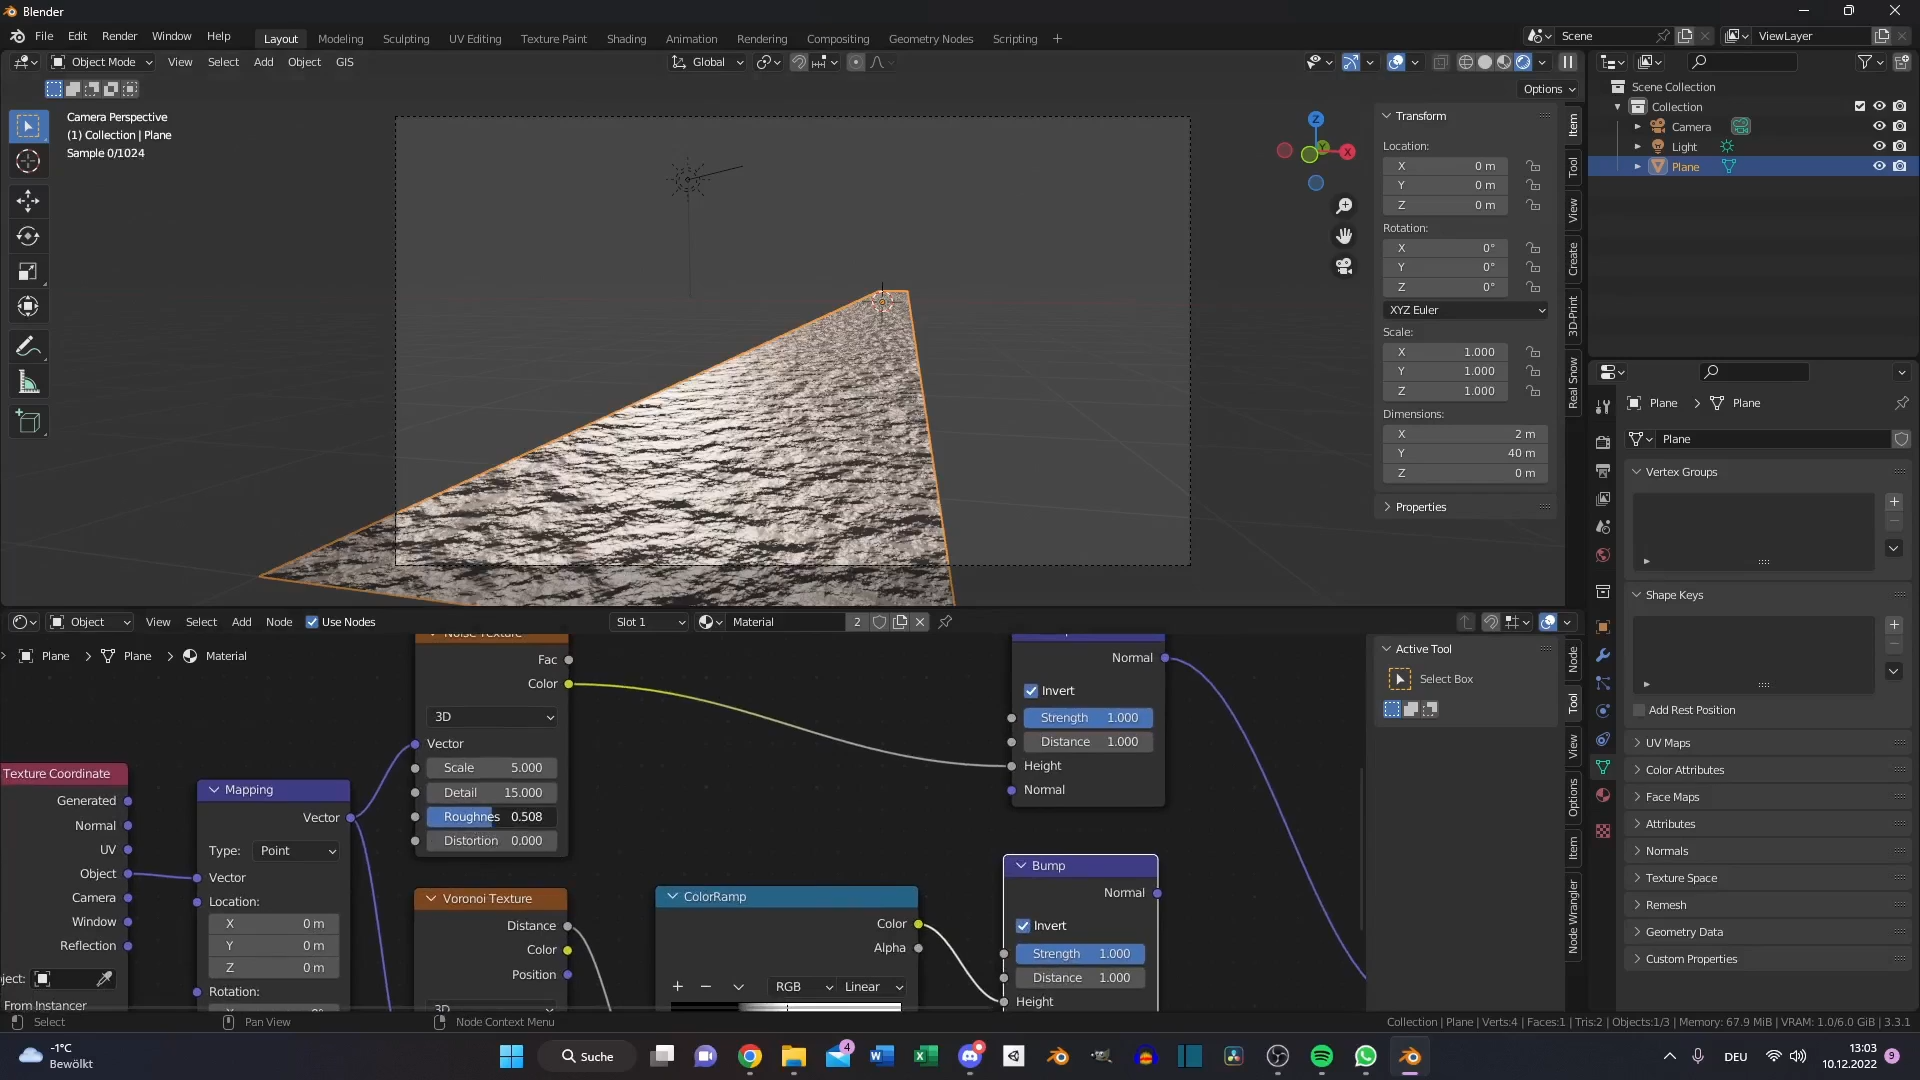 Blender
File Edit Render Window Help
Layout Modeling Sculpting UV Editing Texture Paint Shading Animation Rendering Compositing Geometry Nodes Scripting +
Scene
ViewLayer
Object Mode View Select Add Object GIS
Global
Options
Camera Perspective
(1) Collection | Plane
Sample 0/1024
Z
Y
X
Transform
Location:
X 0 m
Y 0 m
Z 0 m
Rotation:
X 0°
Y 0°
Z 0°
XYZ Euler
Scale:
X 1.000
Y 1.000
Z 1.000
Dimensions:
X 2 m
Y 40 m
Z 0 m
Properties
Item
Tool
View
Create
3D-Print
Real Snow
Scene Collection
Collection
Camera
Light
Plane
Plane > Plane
Plane
Vertex Groups
Shape Keys
Add Rest Position
UV Maps
Color Attributes
Face Maps
Attributes
Normals
Texture Space
Remesh
Geometry Data
Custom Properties
Object View Select Add Node Use Nodes
Slot 1
Material 2
Plane > Plane > Material
Noise Texture
Fac
Color
3D
Vector
Scale 5.000
Detail 15.000
Roughnes 0.508
Distortion 0.000
Texture Coordinate
Generated
Normal
UV
Object
Camera
Window
Reflection
ject:
From Instancer
Mapping
Vector
Type: Point
Vector
Location:
X 0 m
Y 0 m
Z 0 m
Rotation:
Voronoi Texture
Distance
Color
Position
3D
ColorRamp
Color
Alpha
+ −
RGB Linear
Normal
Invert
Strength 1.000
Distance 1.000
Height
Normal
Bump
Normal
Invert
Strength 1.000
Distance 1.000
Height
Active Tool
Select Box
Node
Tool
View
Options
Item
Node Wrangler
Select
Pan View
Node Context Menu
Collection | Plane | Verts:4 | Faces:1 | Tris:2 | Objects:1/3 | Memory: 67.9 MiB | VRAM: 1.0/6.0 GiB | 3.3.1
-1°C
Bewölkt
Suche
4
DEU
13:03
10.12.2022
9